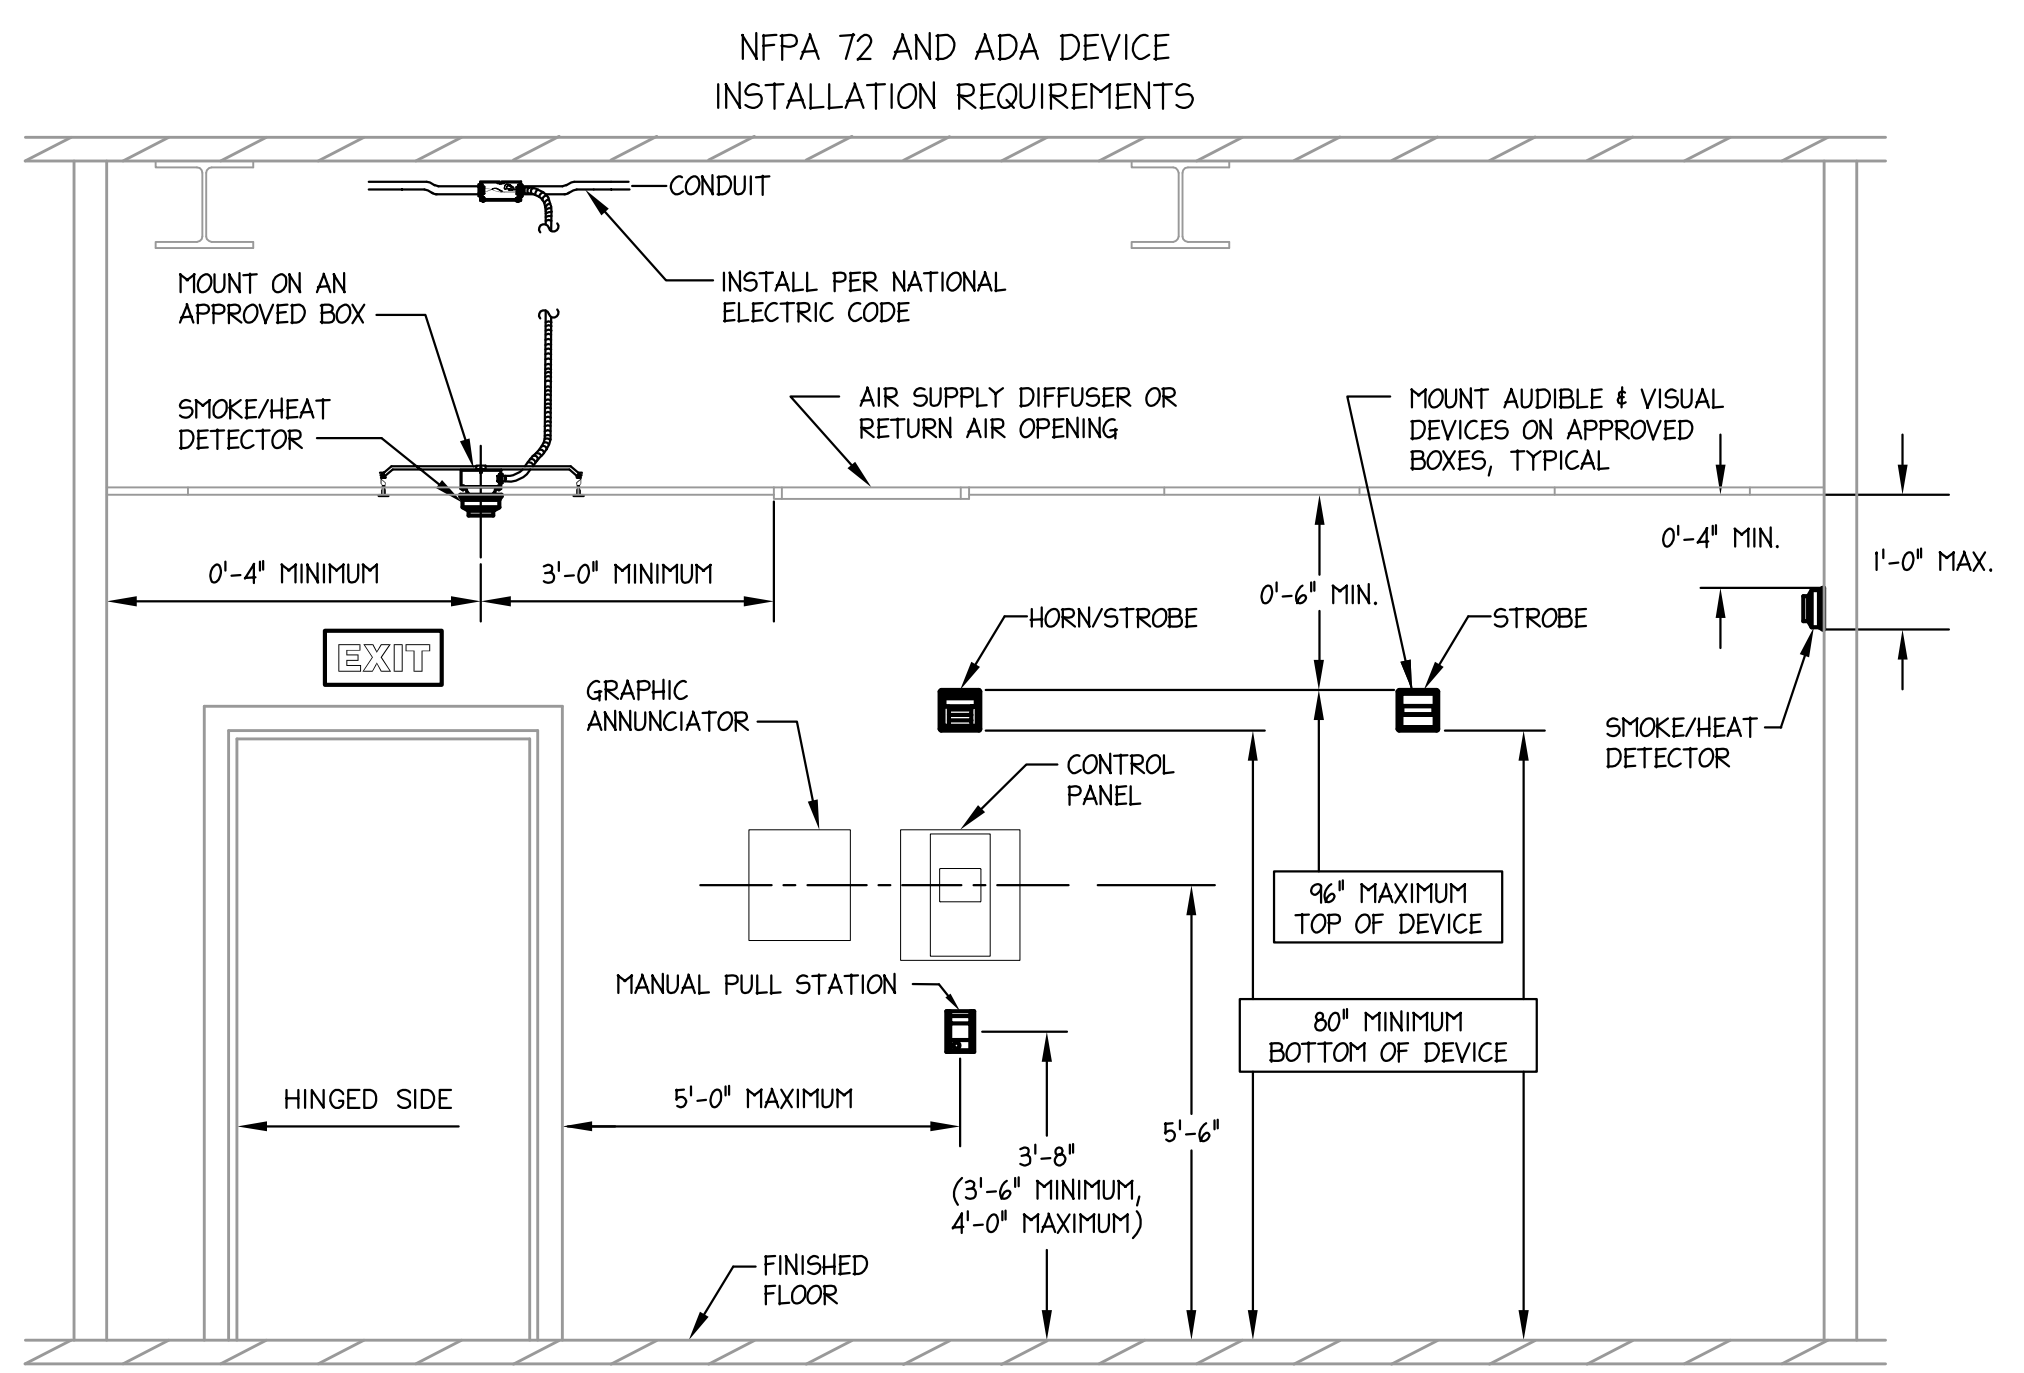 NFPA 72 AND ADA DEVICE
INSTALLATION REQUIREMENTS
CONDUIT
MOUNT ON AN
APPROVED BOX
INSTALL PER NATIONAL
ELECTRIC CODE
SMOKE/HEAT
DETECTOR
AIR SUPPLY DIFFUSER OR
RETURN AIR OPENING
MOUNT AUDIBLE & VISUAL
DEVICES ON APPROVED
BOXES, TYPICAL
0'-4" MINIMUM
3'-0" MINIMUM
0'-6" MIN.
0'-4" MIN.
1'-0" MAX.
HORN/STROBE
STROBE
EXIT
GRAPHIC
ANNUNCIATOR
SMOKE/HEAT
DETECTOR
CONTROL
PANEL
96" MAXIMUM
TOP OF DEVICE
MANUAL PULL STATION
80" MINIMUM
BOTTOM OF DEVICE
HINGED SIDE
5'-0" MAXIMUM
5'-6"
3'-8"
(3'-6" MINIMUM,
4'-0" MAXIMUM)
FINISHED
FLOOR